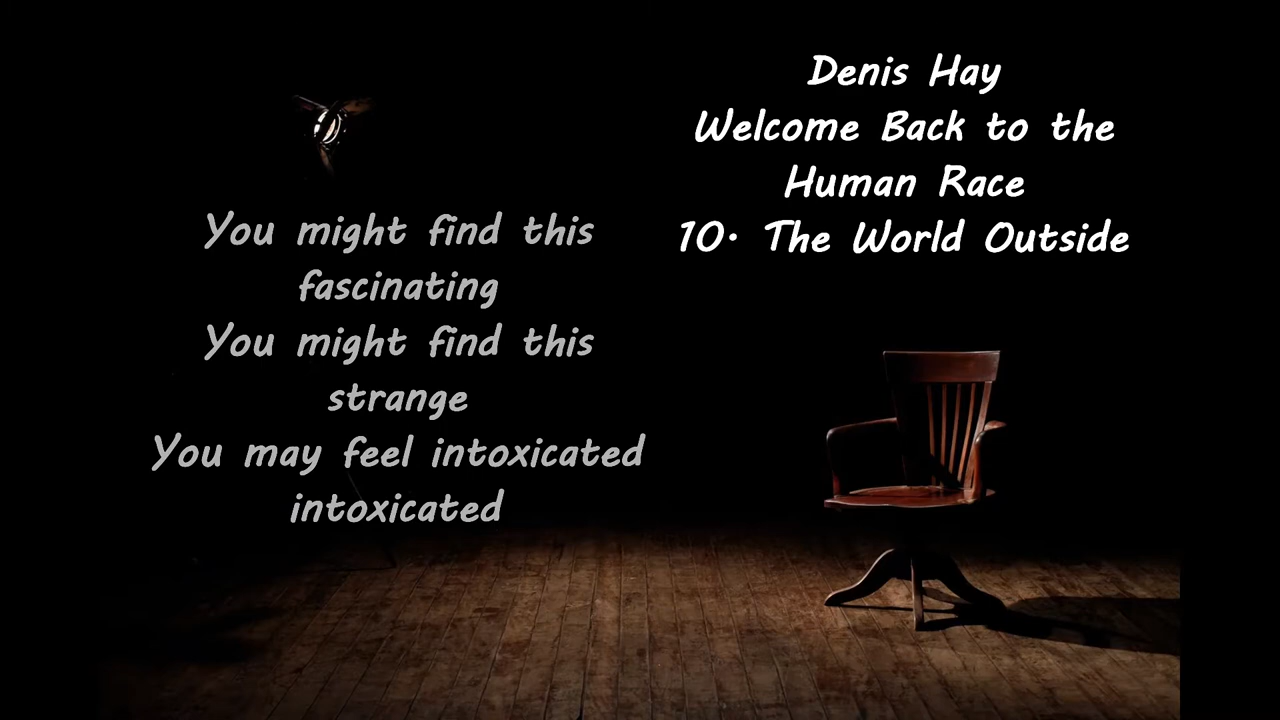 Denis Hay
Welcome Back to the
Human Race
10. The World Outside
You might find this
fascinating
You might find this
strange
You may feel intoxicated
intoxicated